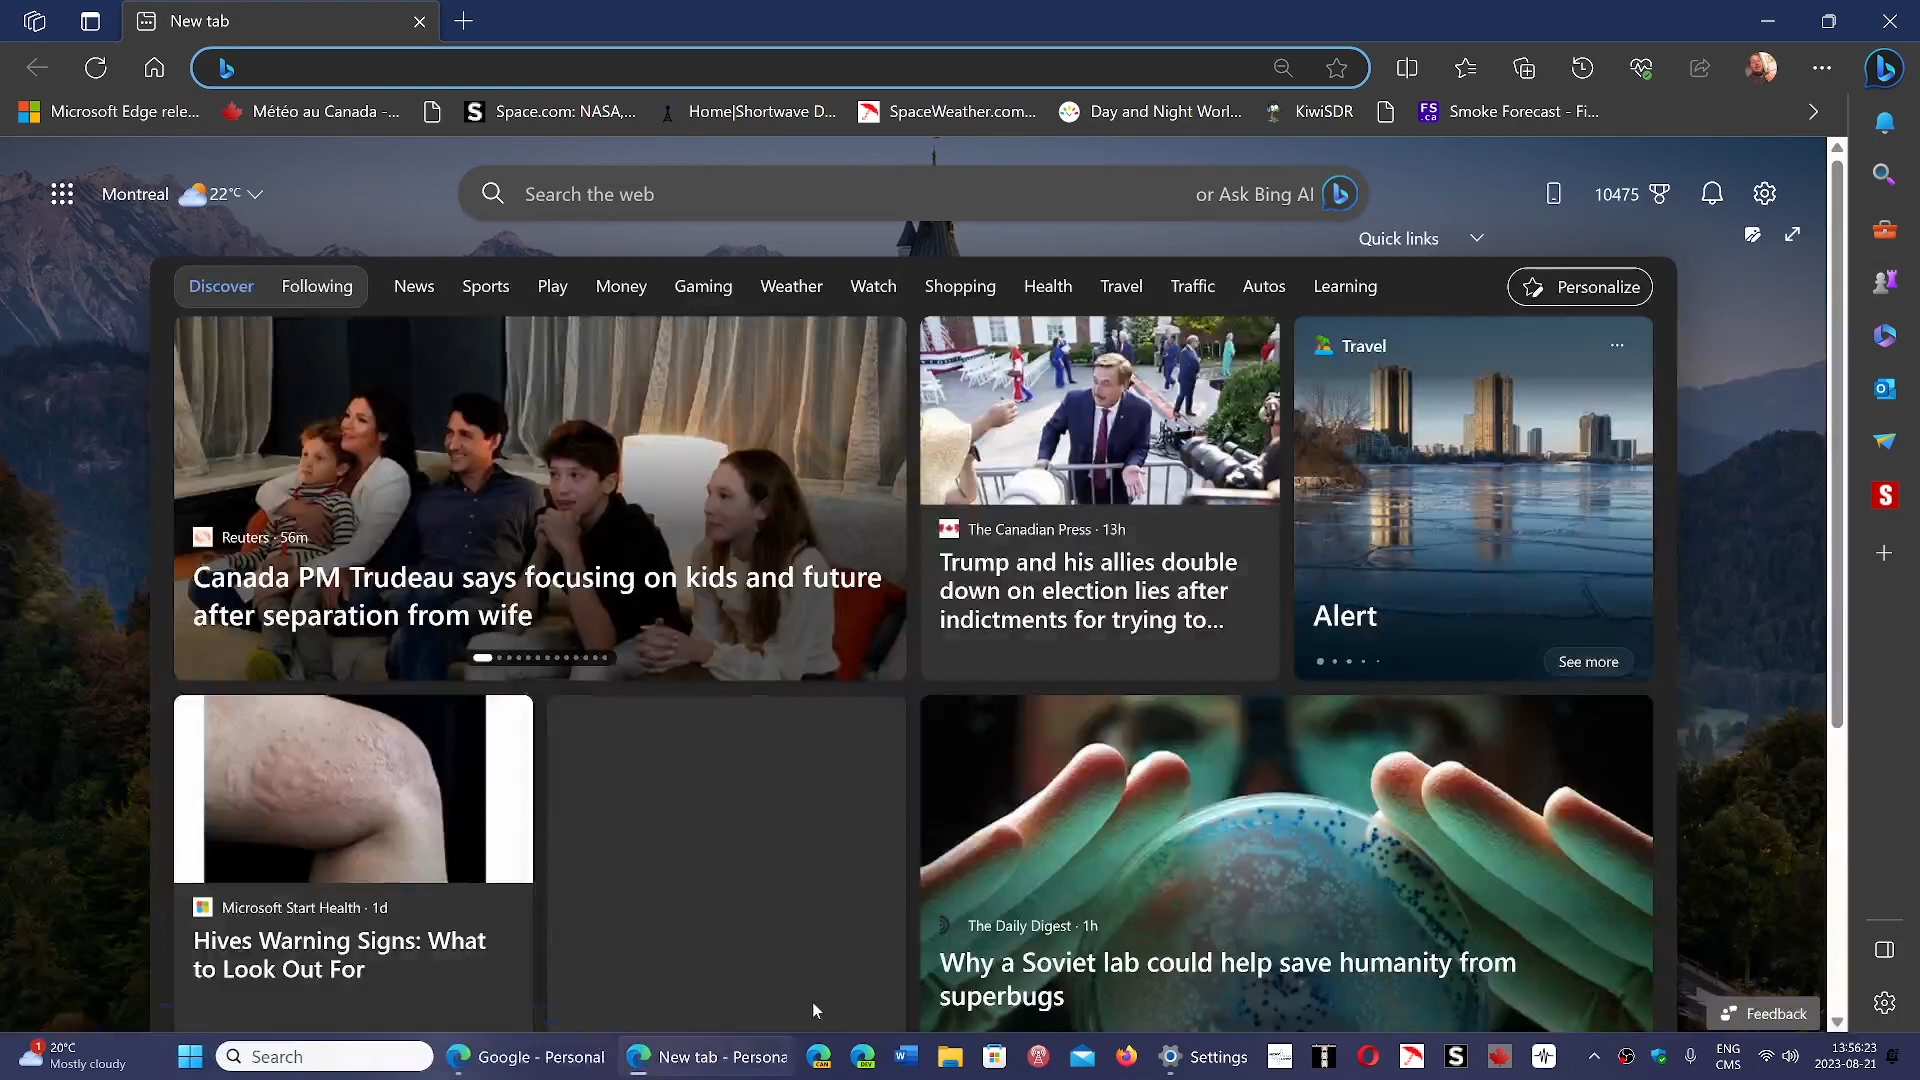 New tab
Microsoft Edge rele...
Météo au Canada -...
Space.com: NASA,...
Home|Shortwave D...
SpaceWeather.com...
Day and Night Worl...
KiwiSDR
FS
.ca
Smoke Forecast - Fi...
Montreal 22°C
Search the web
or Ask Bing AI
10475
Quick links
Discover
Following
News
Sports
Play
Money
Gaming
Weather
Watch
Shopping
Health
Travel
Traffic
Autos
Learning
Personalize
Reuters · 56m
Canada PM Trudeau says focusing on kids and future
after separation from wife
The Canadian Press · 13h
Trump and his allies double
down on election lies after
indictments for trying to...
Travel
Alert
See more
Microsoft Start Health · 1d
Hives Warning Signs: What
to Look Out For
The Daily Digest · 1h
Why a Soviet lab could help save humanity from
superbugs
Feedback
1
20°C
Mostly cloudy
Search
Google - Personal
New tab - Persona
CAN
DEV
Settings
ENG
CMS
13:56:23
2023-08-21